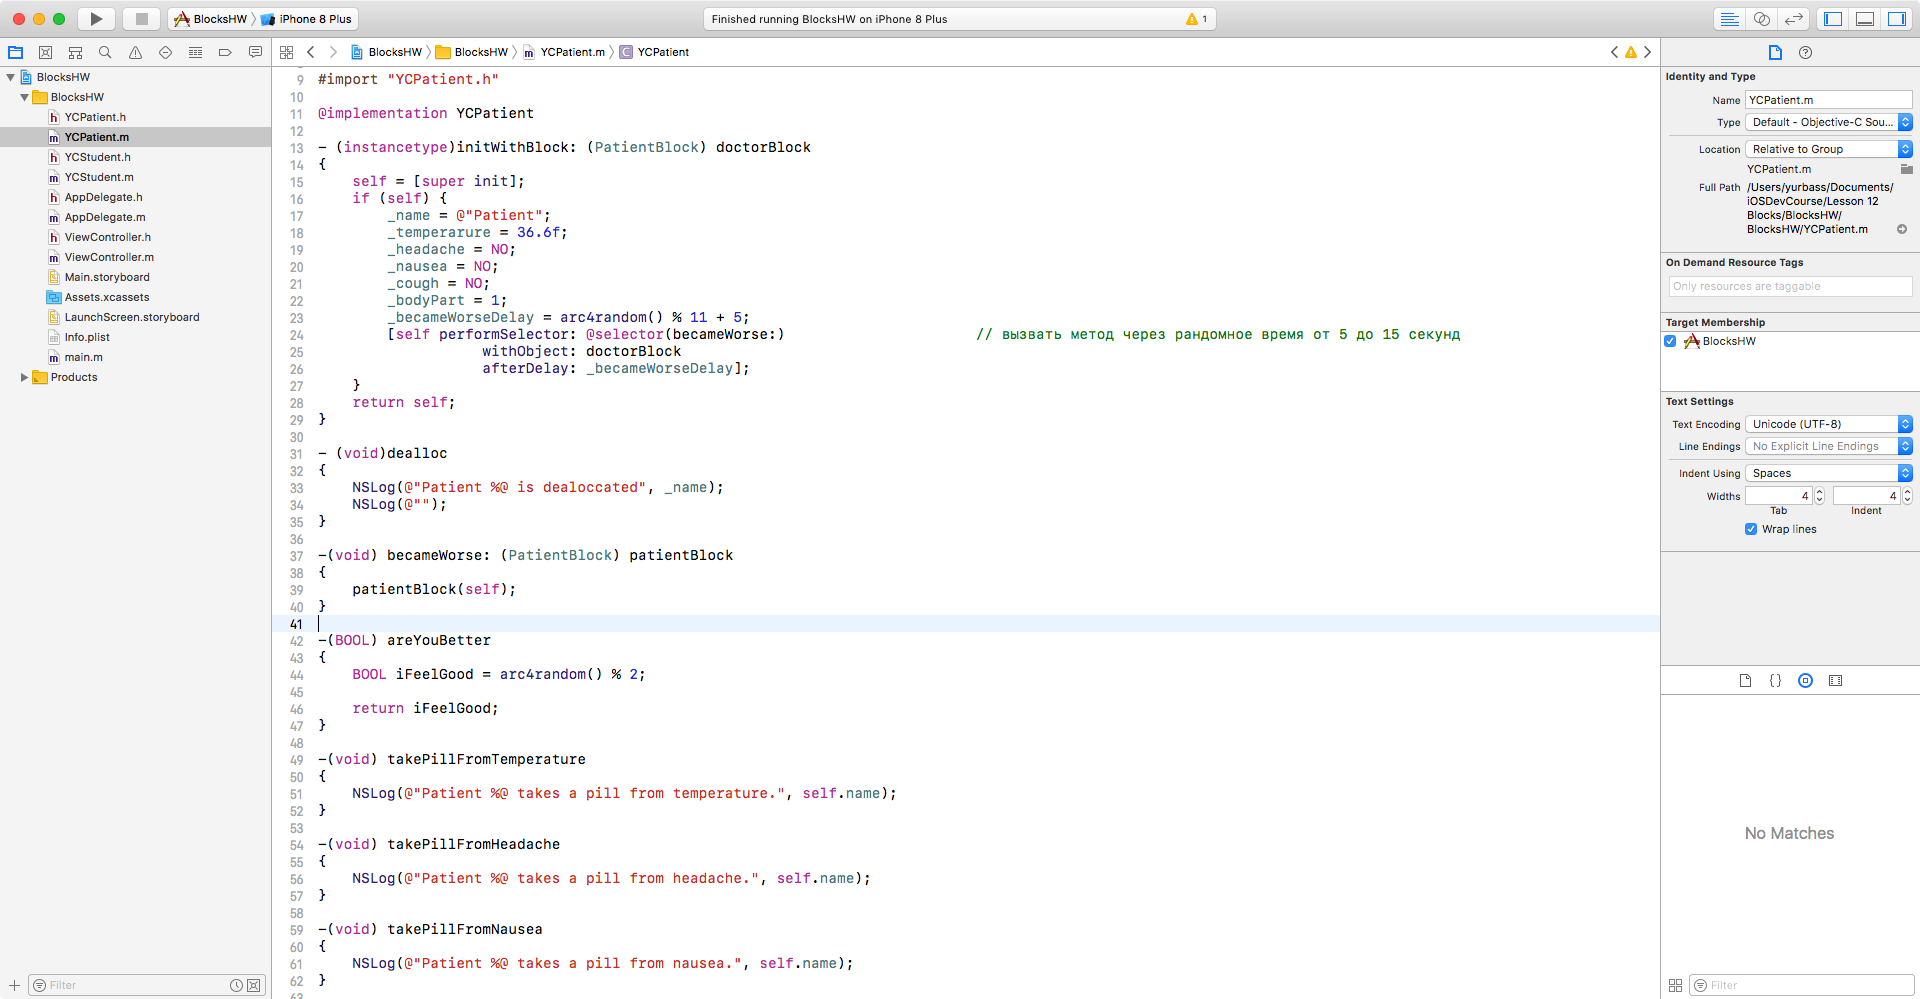 BlocksHW 〉 iPhone 8 Plus
Finished running BlocksHW on iPhone 8 Plus
1
BlocksHW 〉 BlocksHW 〉 YCPatient.m 〉 C YCPatient
BlocksHW
BlocksHW
h YCPatient.h
m YCPatient.m
h YCStudent.h
m YCStudent.m
h AppDelegate.h
m AppDelegate.m
h ViewController.h
m ViewController.m
Main.storyboard
Assets.xcassets
LaunchScreen.storyboard
Info.plist
m main.m
Products
Filter
9 #import "YCPatient.h"
10
11 @implementation YCPatient
12
13 - (instancetype)initWithBlock: (PatientBlock) doctorBlock
14 {
15 self = [super init];
16 if (self) {
17 _name = @"Patient";
18 _temperarure = 36.6f;
19 _headache = NO;
20 _nausea = NO;
21 _cough = NO;
22 _bodyPart = 1;
23 _becameWorseDelay = arc4random() % 11 + 5;
24 [self performSelector: @selector(becameWorse:) // вызвать метод через рандомное время от 5 до 15 секунд
25 withObject: doctorBlock
26 afterDelay: _becameWorseDelay];
27 }
28 return self;
29 }
30
31 - (void)dealloc
32 {
33 NSLog(@"Patient %@ is dealoccated", _name);
34 NSLog(@"");
35 }
36
37 -(void) becameWorse: (PatientBlock) patientBlock
38 {
39 patientBlock(self);
40 }
41
42 -(BOOL) areYouBetter
43 {
44 BOOL iFeelGood = arc4random() % 2;
45
46 return iFeelGood;
47 }
48
49 -(void) takePillFromTemperature
50 {
51 NSLog(@"Patient %@ takes a pill from temperature.", self.name);
52 }
53
54 -(void) takePillFromHeadache
55 {
56 NSLog(@"Patient %@ takes a pill from headache.", self.name);
57 }
58
59 -(void) takePillFromNausea
60 {
61 NSLog(@"Patient %@ takes a pill from nausea.", self.name);
62 }
63
Identity and Type
Name YCPatient.m
Type Default - Objective-C Sou...
Location Relative to Group
YCPatient.m
Full Path /Users/yurbass/Documents/
iOSDevCourse/Lesson 12
Blocks/BlocksHW/
BlocksHW/YCPatient.m
On Demand Resource Tags
Only resources are taggable
Target Membership
BlocksHW
Text Settings
Text Encoding Unicode (UTF-8)
Line Endings No Explicit Line Endings
Indent Using Spaces
Widths 4 4
Tab Indent
Wrap lines
{}
No Matches
Filter